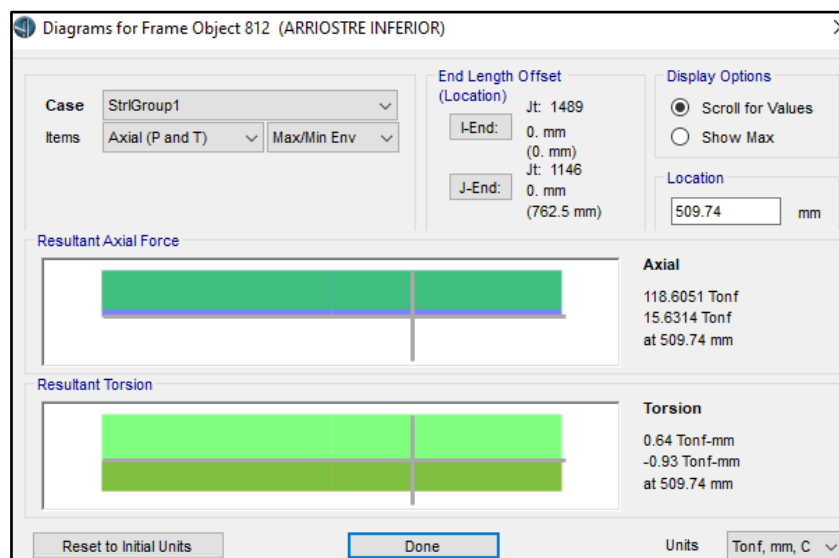 Diagrams for Frame Object 812 (ARRIOSTRE INFERIOR)
Case StrlGroup1
Items Axial (P and T) Max/Min Env
End Length Offset
(Location)
Jt: 1489
I-End: 0. mm
(0. mm)
Jt: 1146
J-End: 0. mm
(762.5 mm)
Display Options
Scroll for Values
Show Max
Location
509.74 mm
Resultant Axial Force
Axial
118.6051 Tonf
15.6314 Tonf
at 509.74 mm
Resultant Torsion
Torsion
0.64 Tonf-mm
-0.93 Tonf-mm
at 509.74 mm
Reset to Initial Units Done Units Tonf, mm, C